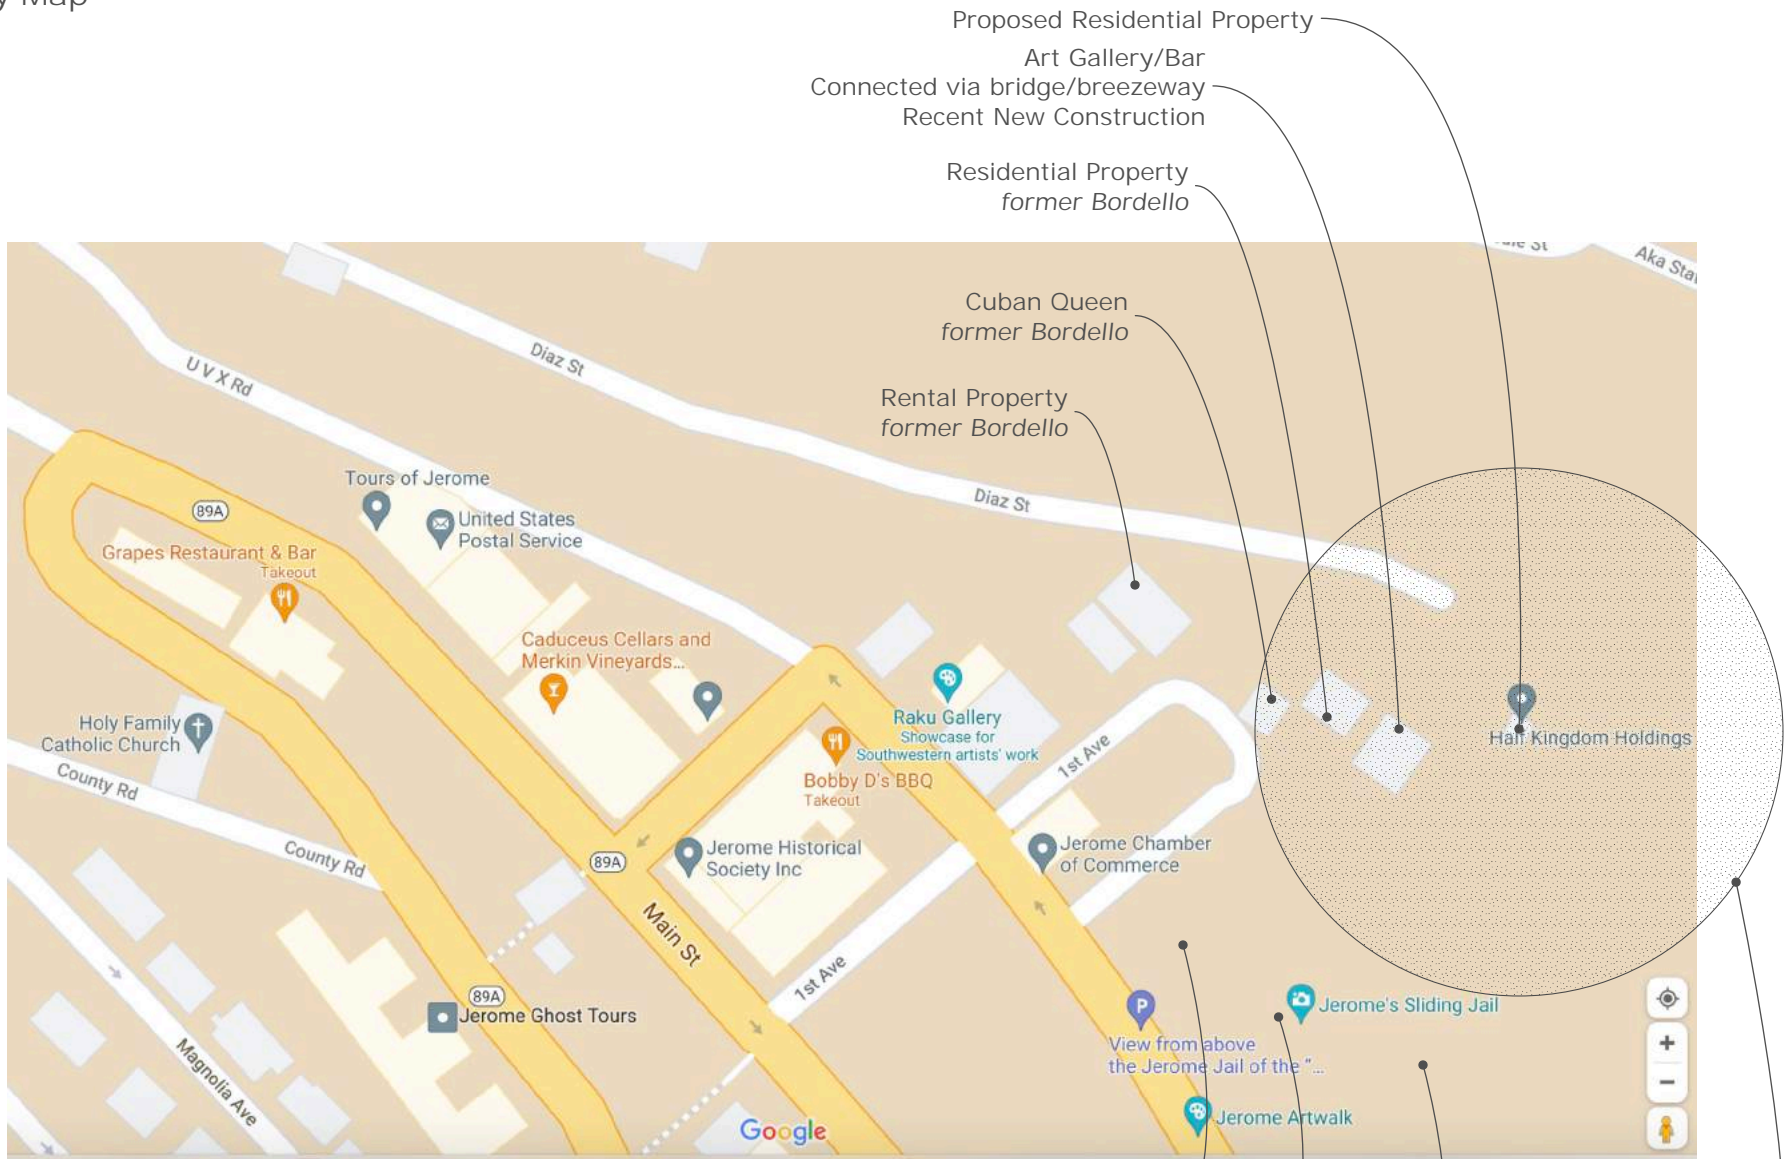 Map
Proposed Residential Property
Art Gallery/Bar
Connected via bridge/breezeway
Recent New Construction
Residential Property
former Bordello
Cuban Queen
former Bordello
Rental Property
former Bordello
St
Aka
U V X Rd
Diaz St
Diaz St
Tours of Jerome
89A
United States
Postal Service
Grapes Restaurant & Bar
Takeout
Caduceus Cellars and
Merkin Vineyards...
Holy Family
Catholic Church
Raku Gallery
Showcase for
Southwestern artists' work
Half Kingdom Holdings
1st Ave
County Rd
Bobby D's BBQ
Takeout
County Rd
89A
Jerome Historical
Society Inc
Jerome Chamber
of Commerce
Main St
1st Ave
89A
Jerome Ghost Tours
Jerome's Sliding Jail
P
View from above
the Jerome Jail of the "...
Magnolia Ave
Google
Jerome Artwalk
+
−